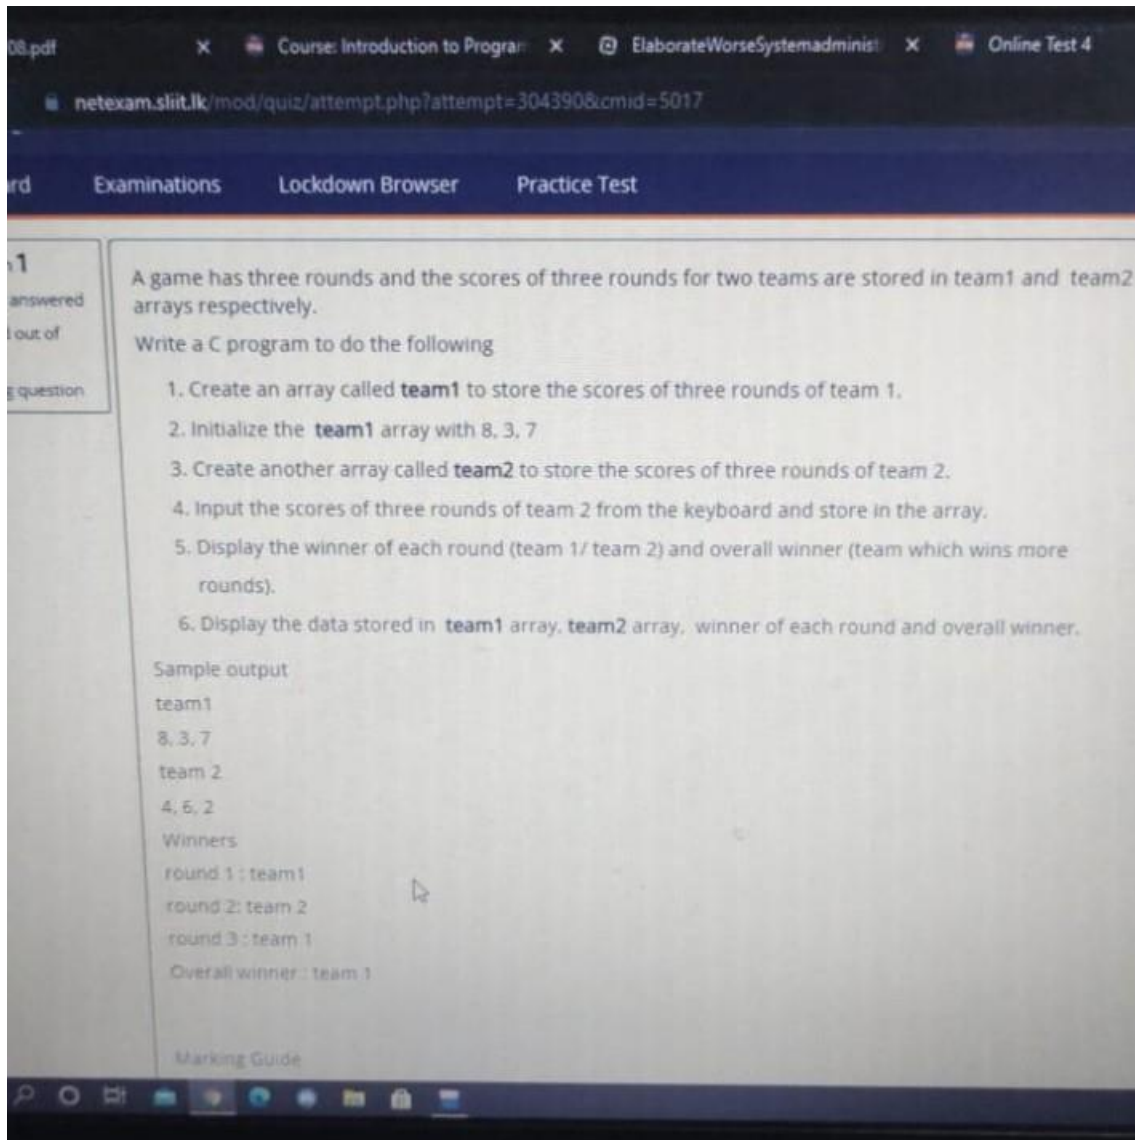 08.pdf
Course: Introduction to Progra
ElaborateWorseSystemadminist
Online Test 4
netexam.sliit.lk/mod/quiz/attempt.php?attempt=304390&cmid=5017
rd
Examinations
Lockdown Browser
Practice Test
1
answered
out of
question
A game has three rounds and the scores of three rounds for two teams are stored in team1 and team2
arrays respectively.
Write a C program to do the following
1. Create an array called team1 to store the scores of three rounds of team 1.
2. Initialize the team1 array with 8, 3, 7
3. Create another array called team2 to store the scores of three rounds of team 2.
4. Input the scores of three rounds of team 2 from the keyboard and store in the array.
5. Display the winner of each round (team 1/ team 2) and overall winner (team which wins more
rounds).
6. Display the data stored in team1 array, team2 array, winner of each round and overall winner.
Sample output
team1
8, 3, 7
team 2
4, 6, 2
Winners
round 1 : team1
round 2: team 2
round 3 : team 1
Overall winner : team 1
Marking Guide